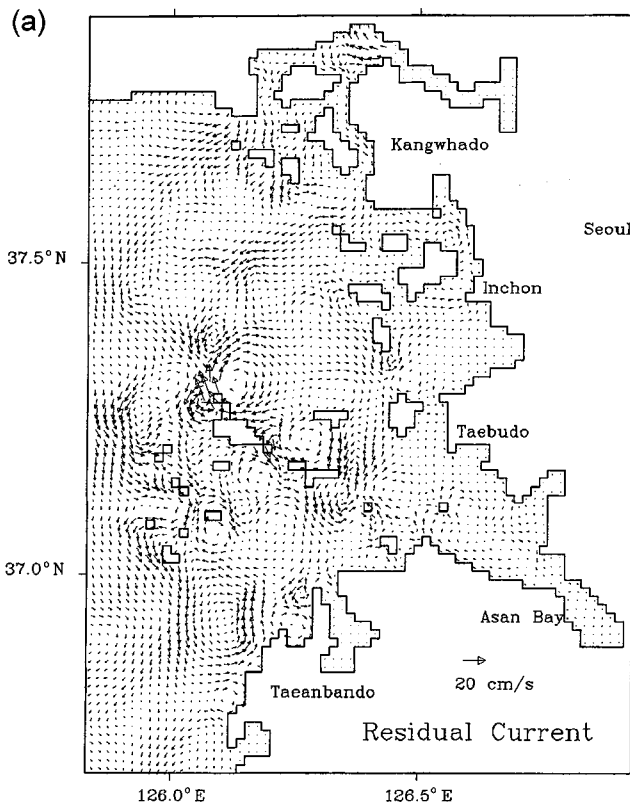 (a)
Kangwhado
Seoul
37.5°N
Inchon
Taebudo
37.0°N
Asan Bay
20 cm/s
Taeanbando
Residual Current
126.0°E
126.5°E